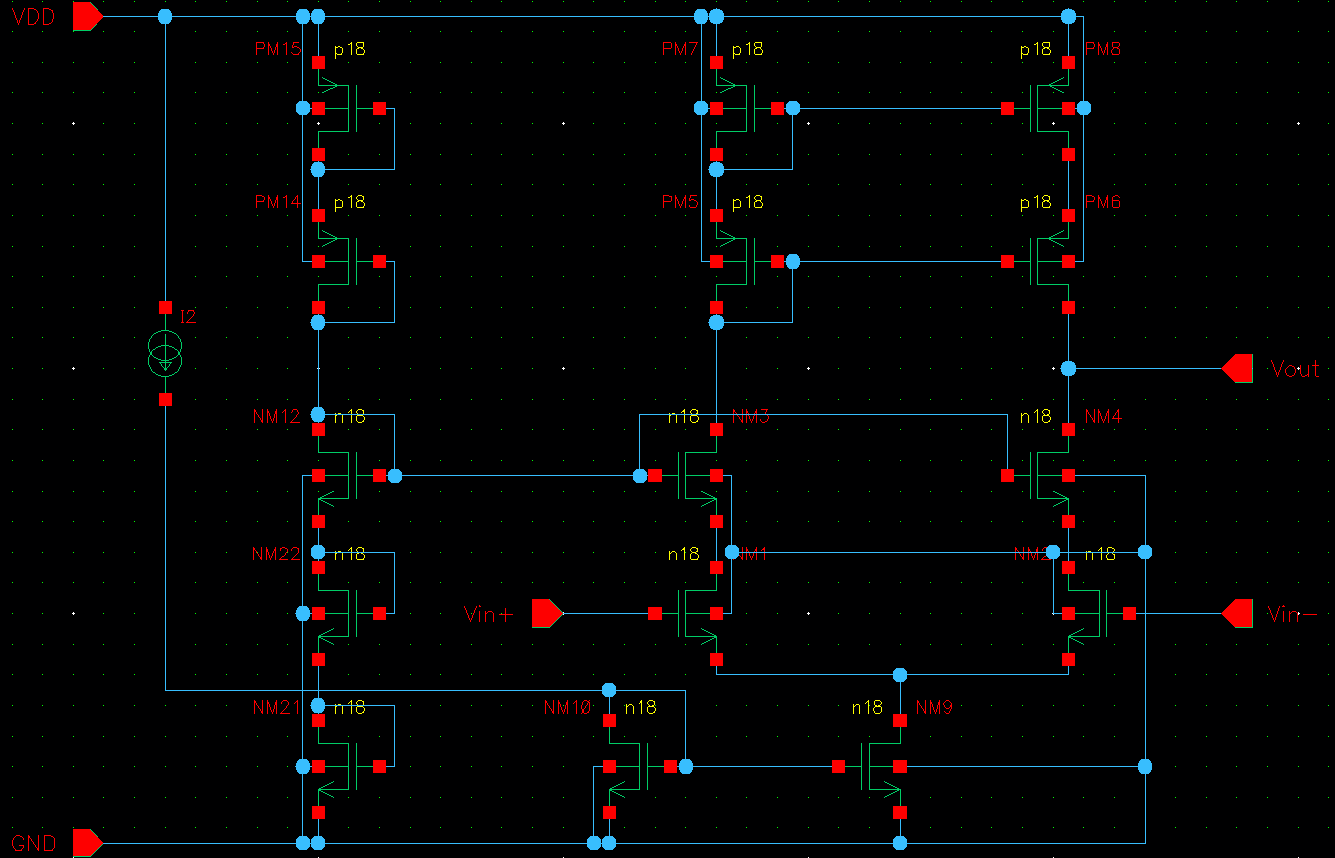 VDD
PM15 p18 PM7 p18 p18 PM8
PM14 p18 PM5 p18 p18 PM6
I2
Vout
NM12 n18 n18 NM3 n18 NM4
NM22 n18 n18 NM1 NM2 n18
Vin+ Vin-
NM21 n18 NM10 n18 n18 NM9
GND